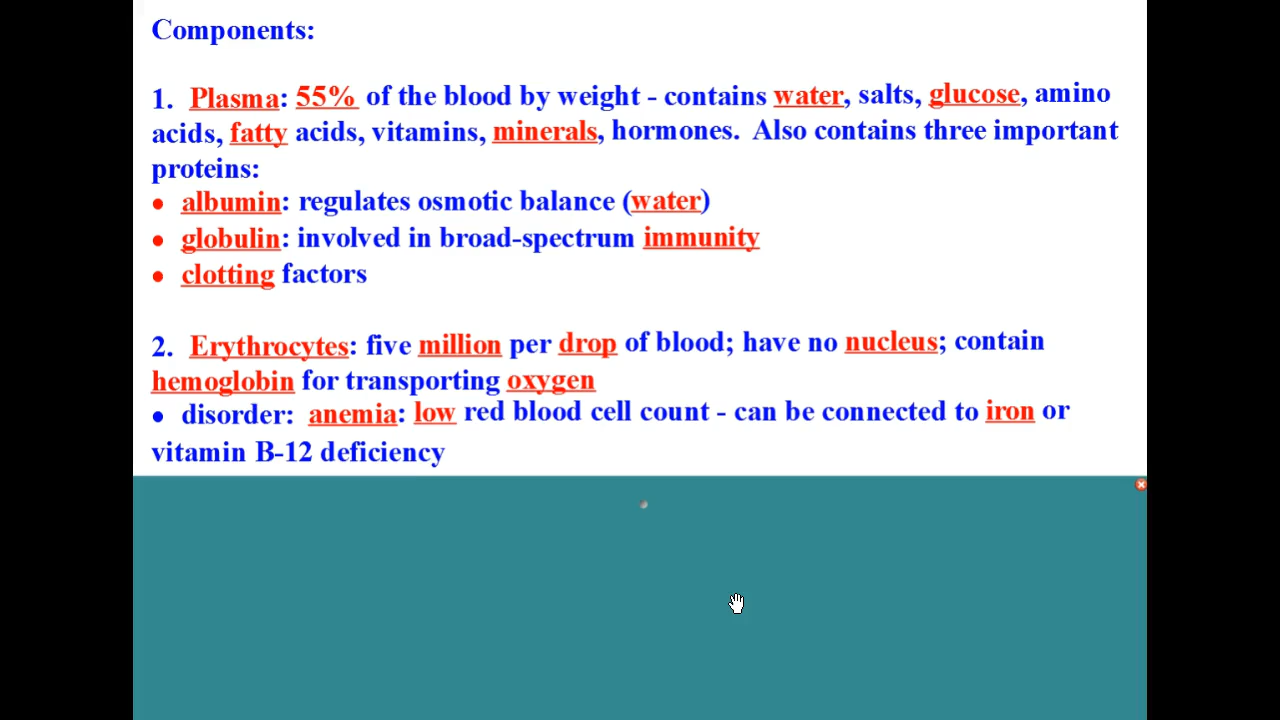 Components:
1. Plasma: 55% of the blood by weight - contains water, salts, glucose, amino
acids, fatty acids, vitamins, minerals, hormones. Also contains three important
proteins:
• albumin: regulates osmotic balance (water)
• globulin: involved in broad-spectrum immunity
• clotting factors
2. Erythrocytes: five million per drop of blood; have no nucleus; contain
hemoglobin for transporting oxygen
• disorder: anemia: low red blood cell count - can be connected to iron or
vitamin B-12 deficiency